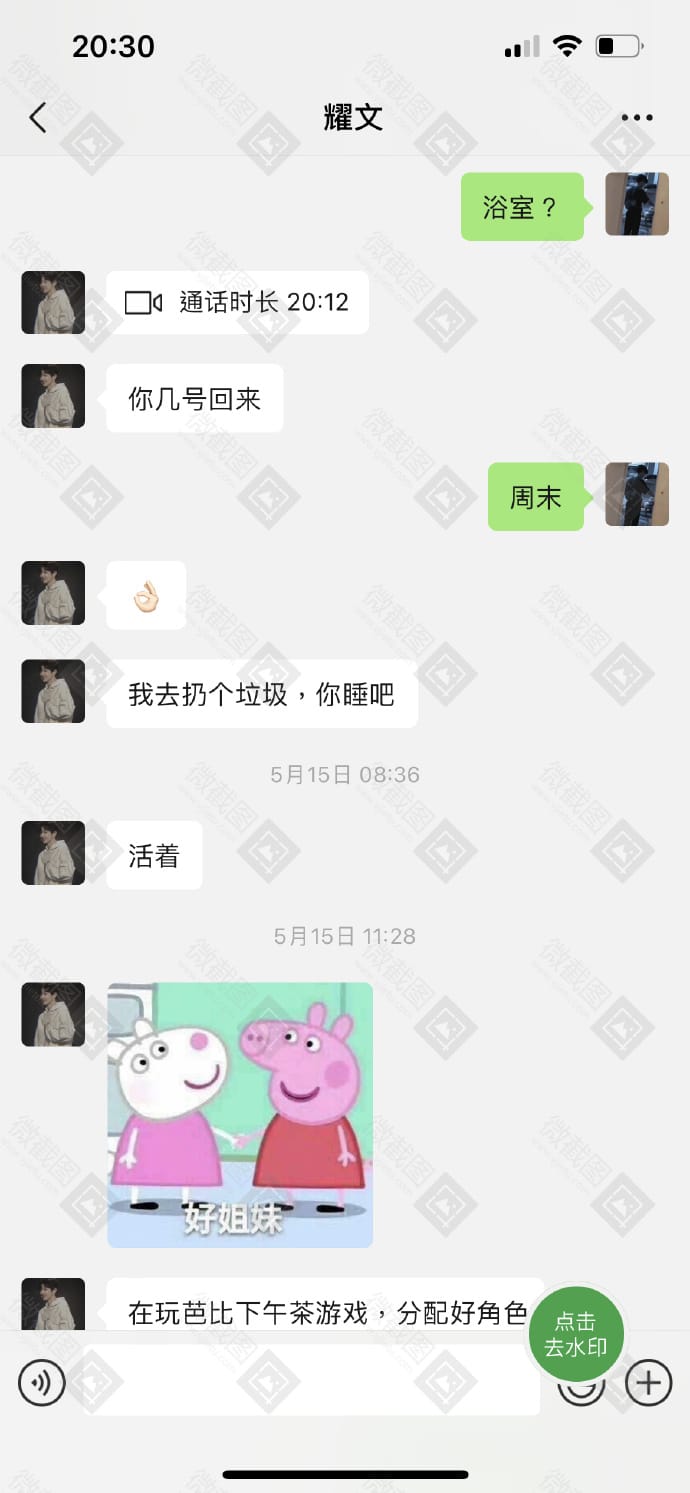 20:30
耀文
浴室？
通话时长 20:12
你几号回来
周末
👌🏻
我去扔个垃圾，你睡吧
5月15日 08:36
活着
5月15日 11:28
好姐妹
在玩芭比下午茶游戏，分配好角色
点击
去水印
微截图